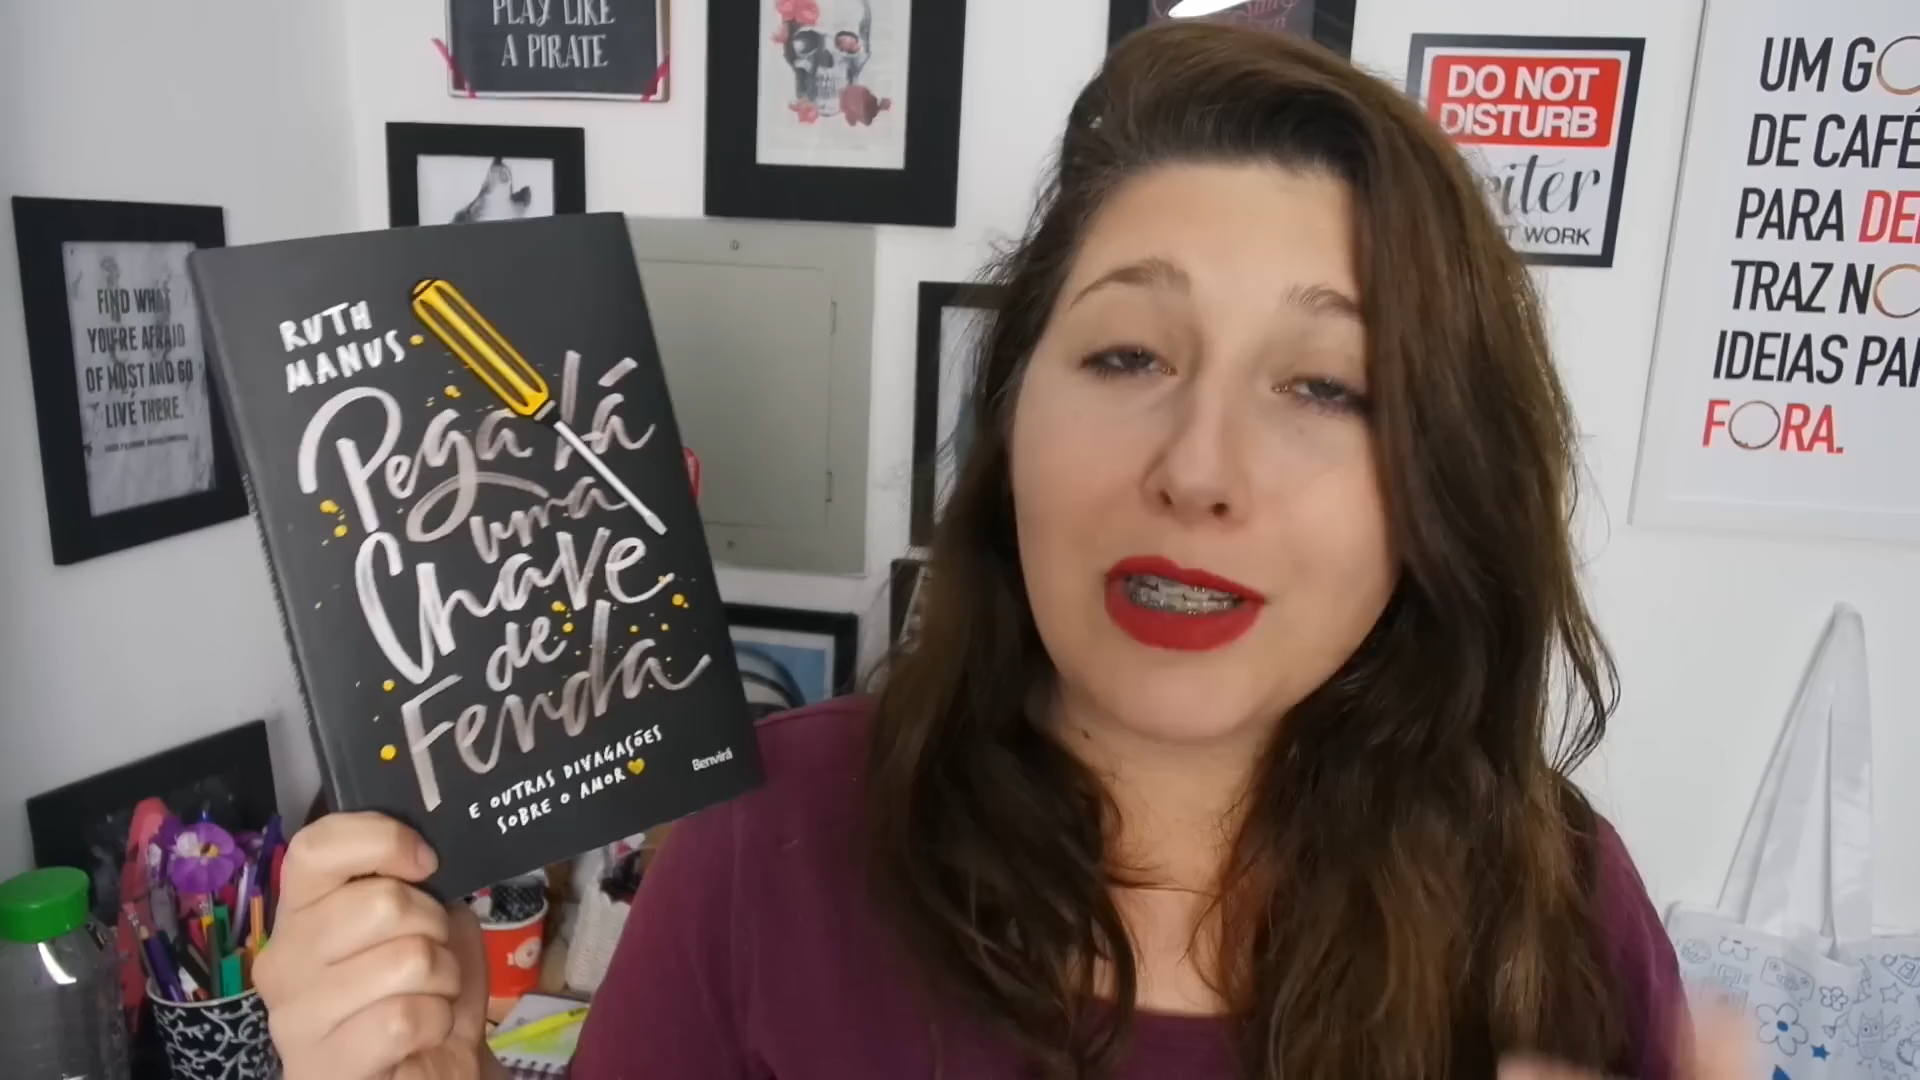 PLAY LIKE
A PIRATE
DO NOT
DISTURB
WORK
UM GO
DE CAFÉ
PARA DE
TRAZ NO
IDEIAS PA
FORA.
FIND WHAT
YOU'RE AFRAID
OF MOST AND GO
LIVE THERE.
RUTH
MANUS
Pega lá
uma
Chave
de
Fenda
E OUTRAS DIVAGAÇÕES
SOBRE O AMOR
Benvirá